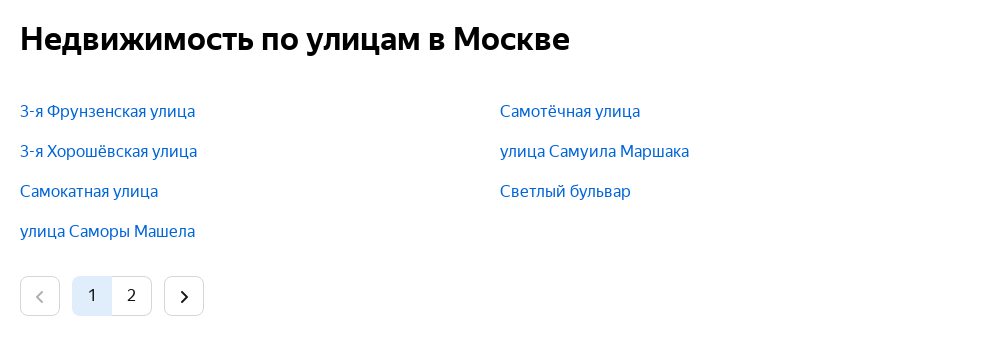 Недвижимость по улицам в Москве
3-я Фрунзенская улица
3-я Хорошёвская улица
Самокатная улица
улица Саморы Машела
Самотёчная улица
улица Самуила Маршака
Светлый бульвар
1 2